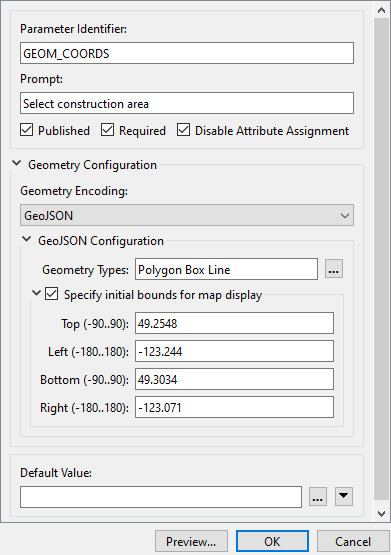 Parameter Identifier:
GEOM_COORDS
Prompt:
Select construction area
Published Required Disable Attribute Assignment
Geometry Configuration
Geometry Encoding:
GeoJSON
GeoJSON Configuration
Geometry Types: Polygon Box Line ...
Specify initial bounds for map display
Top (-90..90): 49.2548
Left (-180..180): -123.244
Bottom (-90..90): 49.3034
Right (-180..180): -123.071
Default Value:
...
Preview... OK Cancel